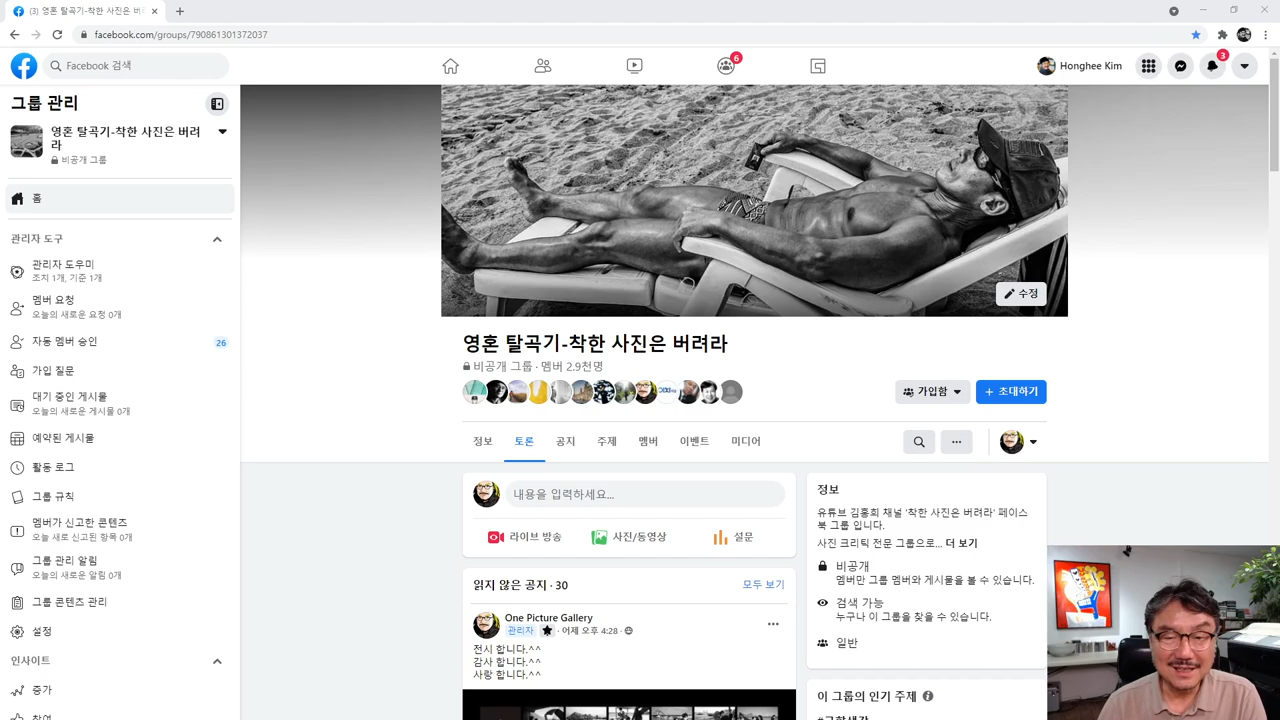 (3) 영혼 탈곡기-착한 사진은 버려
facebook.com/groups/790861301372037
Facebook 검색
6
Honghee Kim
3
그룹 관리
영혼 탈곡기-착한 사진은 버려
라
비공개 그룹
홈
관리자 도구
관리자 도우미
조치 1개, 기준 1개
멤버 요청
오늘의 새로운 요청 0개
자동 멤버 승인
26
가입 질문
대기 중인 게시물
오늘의 새로운 게시물 0개
예약된 게시물
활동 로그
그룹 규칙
멤버가 신고한 콘텐츠
오늘 새로 신고된 항목 0개
그룹 관리 알림
오늘의 새로운 알림 0개
그룹 콘텐츠 관리
설정
인사이트
증가
참여
수정
영혼 탈곡기-착한 사진은 버려라
비공개 그룹 · 멤버 2.9천명
가입함
+ 초대하기
정보
토론
공지
주제
멤버
이벤트
미디어
내용을 입력하세요...
라이브 방송
사진/동영상
설문
읽지 않은 공지 · 30
모두 보기
One Picture Gallery
관리자 · 어제 오후 4:28 ·
전시 합니다.^^
감사 합니다.^^
사랑 합니다.^^
정보
유튜브 김홍희 채널 '착한 사진은 버려라' 페이스
북 그룹 입니다.
사진 크리틱 전문 그룹으로... 더 보기
비공개
멤버만 그룹 멤버와 게시물을 볼 수 있습니다.
검색 가능
누구나 이 그룹을 찾을 수 있습니다.
일반
이 그룹의 인기 주제